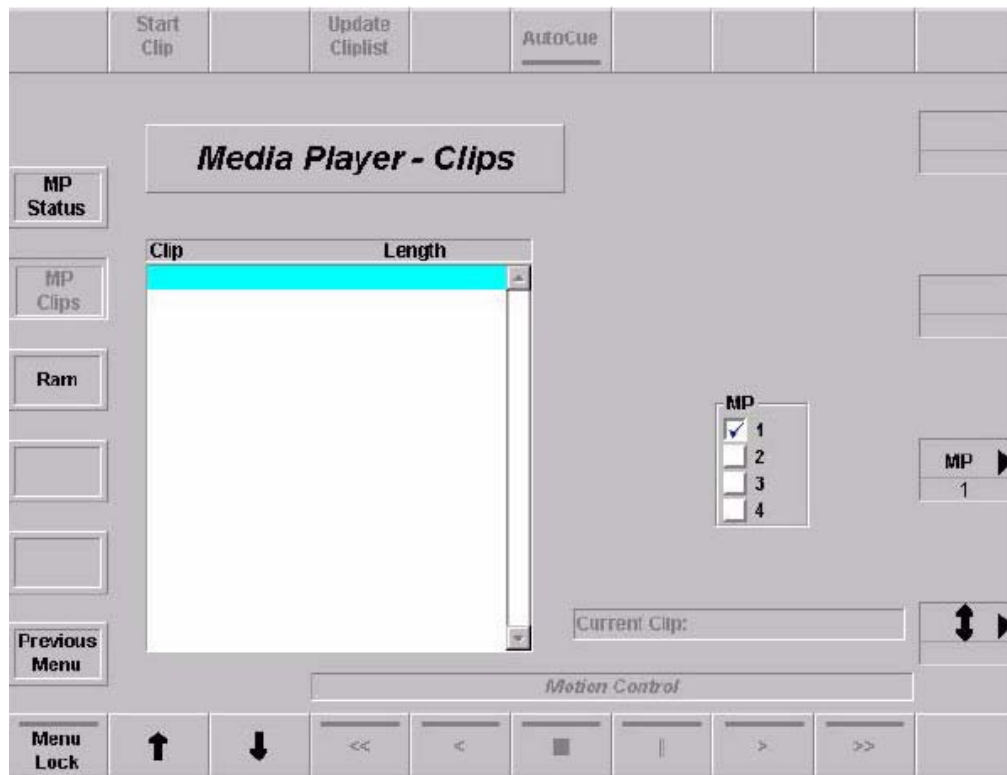 Start
Clip
Update
Cliplist
AutoCue
Media Player - Clips
MP
Status
Clip Length
MP
Clips
Ram
MP
1
2
3
4
MP
1
Current Clip:
Previous
Menu
Motion Control
Menu
Lock
<<
<
||
>
>>